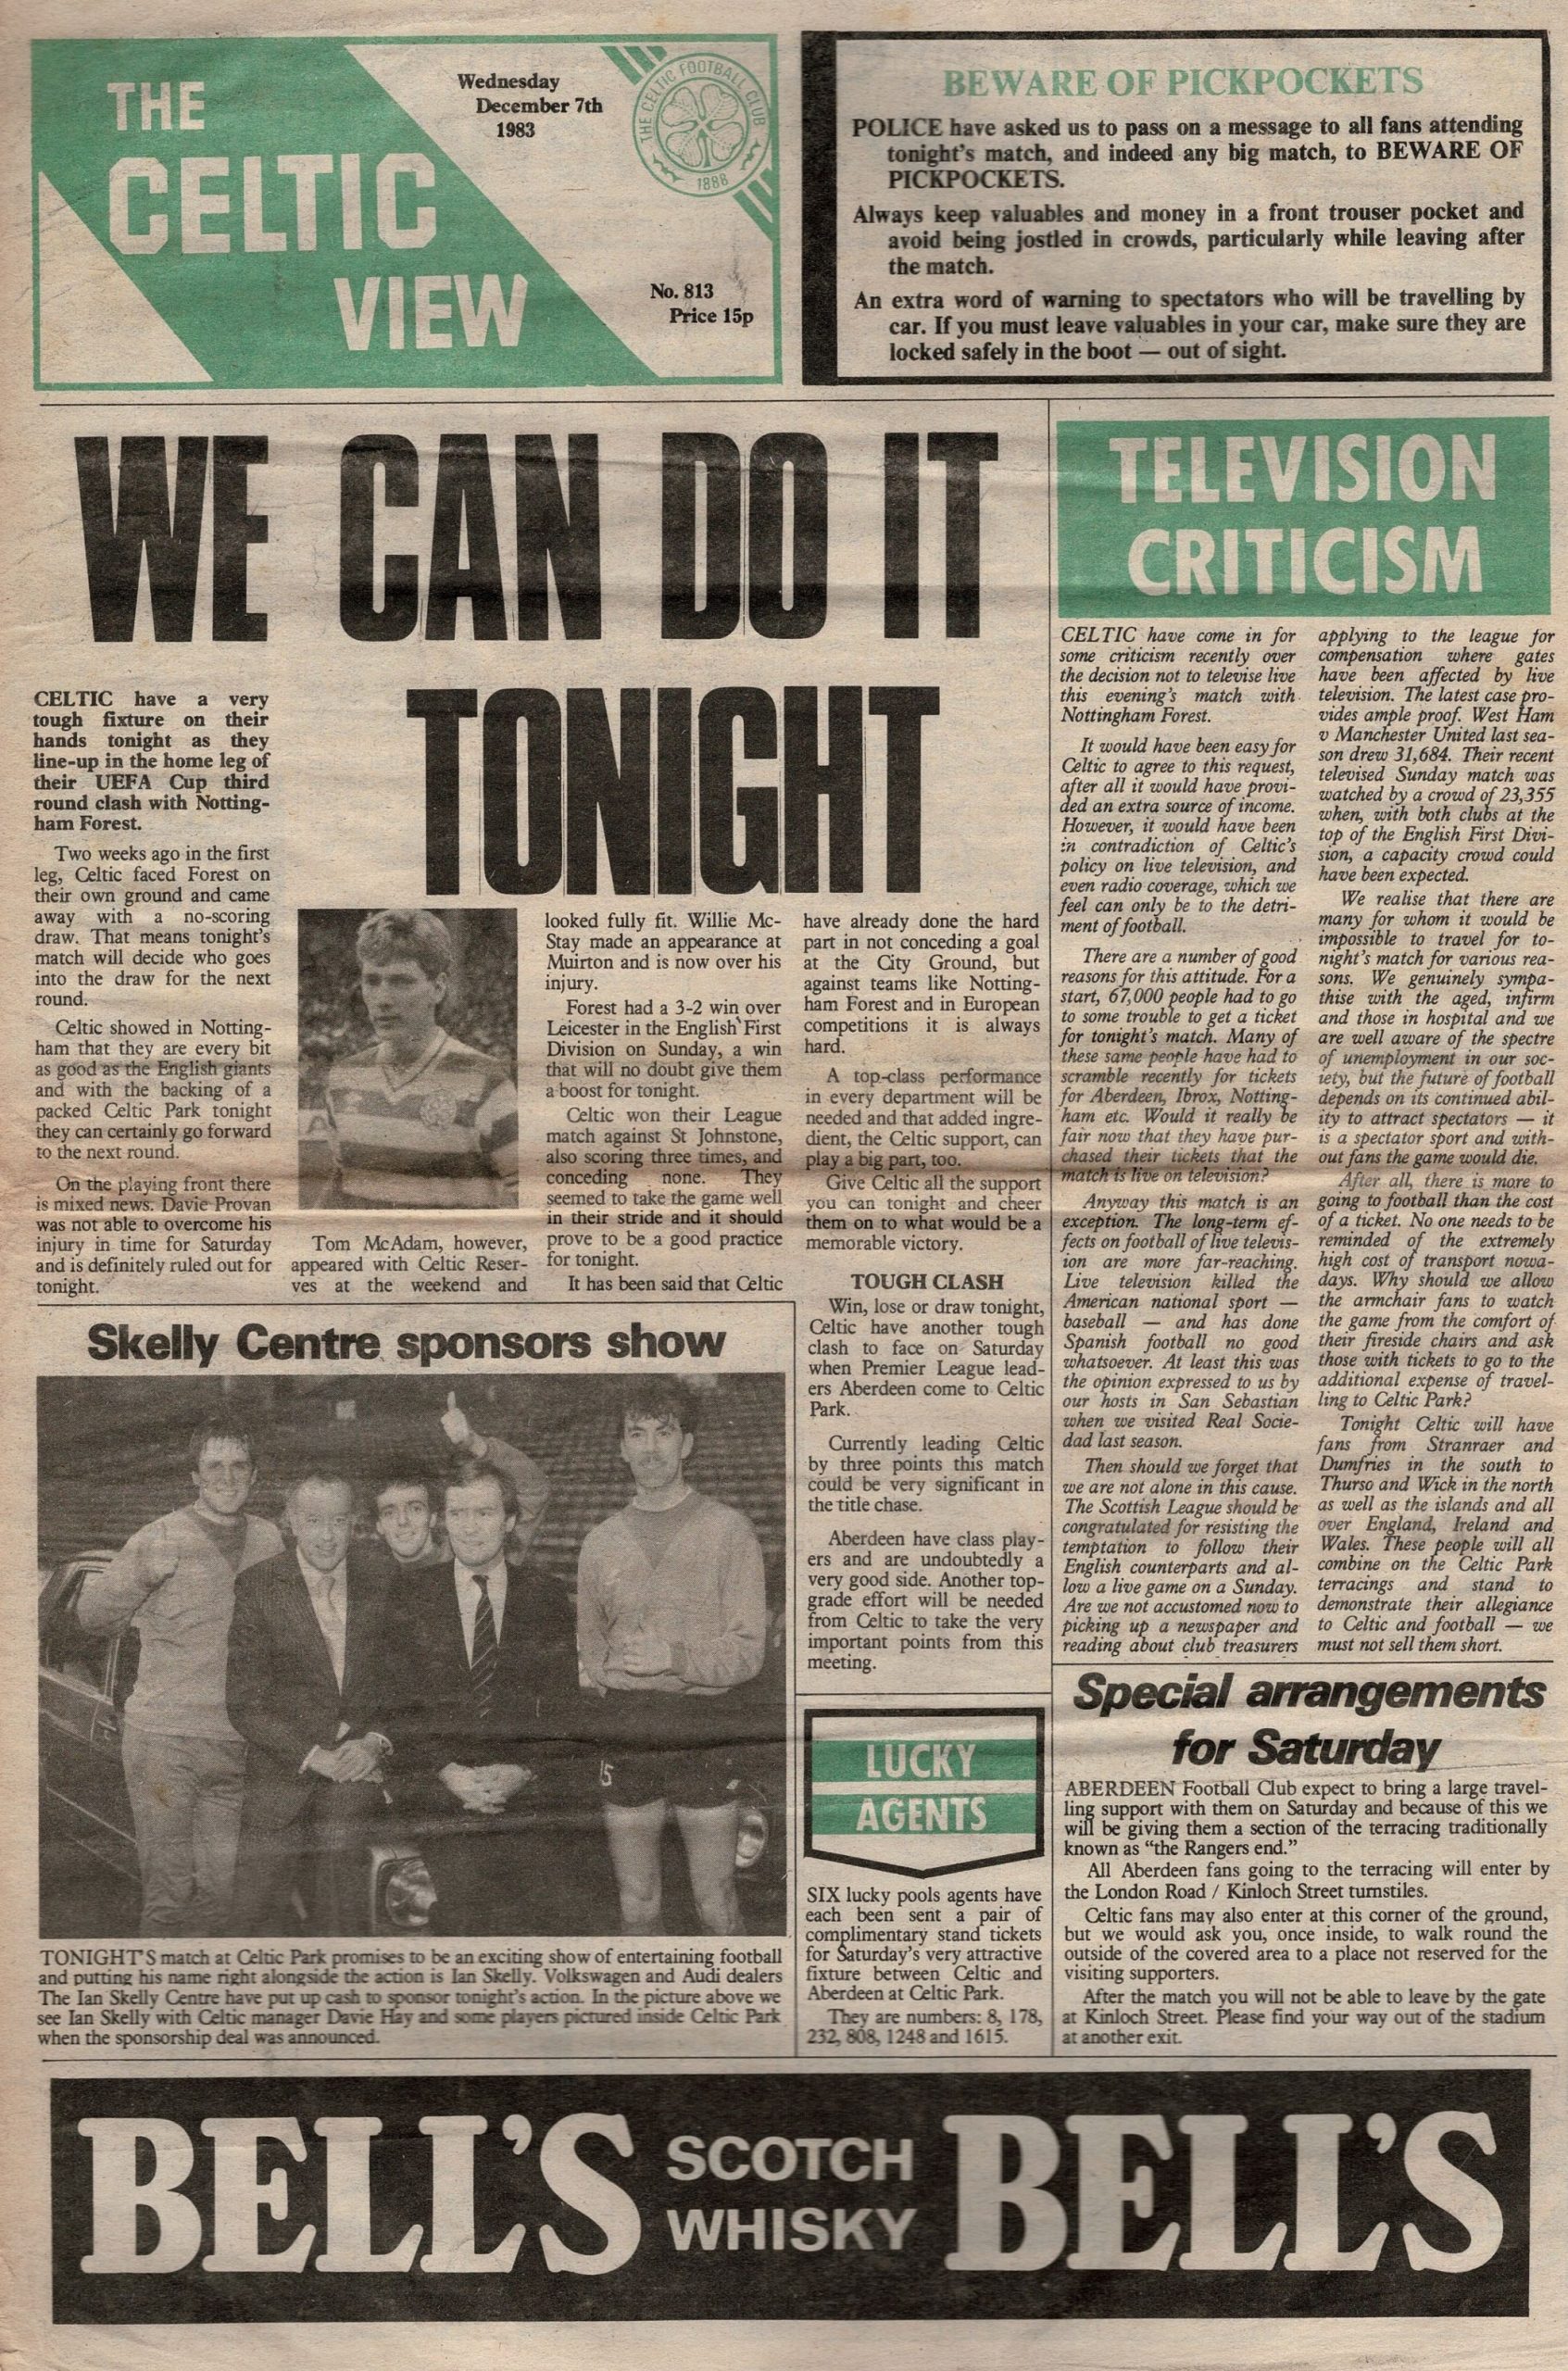 THE
CELTIC
VIEW
Wednesday
December 7th
1983
THE CELTIC FOOTBALL CLUB
1888
No. 813
Price 15p
BEWARE OF PICKPOCKETS
POLICE have asked us to pass on a message to all fans attending
tonight's match, and indeed any big match, to BEWARE OF
PICKPOCKETS.
Always keep valuables and money in a front trouser pocket and
avoid being jostled in crowds, particularly while leaving after
the match.
An extra word of warning to spectators who will be travelling by
car. If you must leave valuables in your car, make sure they are
locked safely in the boot — out of sight.
WE CAN DO IT
TONIGHT
CELTIC have a very
tough fixture on their
hands tonight as they
line-up in the home leg of
their UEFA Cup third
round clash with Notting-
ham Forest.
Two weeks ago in the first
leg, Celtic faced Forest on
their own ground and came
away with a no-scoring
draw. That means tonight's
match will decide who goes
into the draw for the next
round.
Celtic showed in Notting-
ham that they are every bit
as good as the English giants
and with the backing of a
packed Celtic Park tonight
they can certainly go forward
to the next round.
On the playing front there
is mixed news. Davie Provan
was not able to overcome his
injury in time for Saturday
and is definitely ruled out for
tonight.
Tom McAdam, however,
appeared with Celtic Reser-
ves at the weekend and
looked fully fit. Willie Mc-
Stay made an appearance at
Muirton and is now over his
injury.
Forest had a 3-2 win over
Leicester in the English First
Division on Sunday, a win
that will no doubt give them
a boost for tonight.
Celtic won their League
match against St Johnstone,
also scoring three times, and
conceding none. They
seemed to take the game well
in their stride and it should
prove to be a good practice
for tonight.
It has been said that Celtic
have already done the hard
part in not conceding a goal
at the City Ground, but
against teams like Notting-
ham Forest and in European
competitions it is always
hard.
A top-class performance
in every department will be
needed and that added ingre-
dient, the Celtic support, can
play a big part, too.
Give Celtic all the support
you can tonight and cheer
them on to what would be a
memorable victory.
TOUGH CLASH
Win, lose or draw tonight,
Celtic have another tough
clash to face on Saturday
when Premier League lead-
ers Aberdeen come to Celtic
Park.
Currently leading Celtic
by three points this match
could be very significant in
the title chase.
Aberdeen have class play-
ers and are undoubtedly a
very good side. Another top-
grade effort will be needed
from Celtic to take the very
important points from this
meeting.
TELEVISION
CRITICISM
CELTIC have come in for
some criticism recently over
the decision not to televise live
this evening's match with
Nottingham Forest.
It would have been easy for
Celtic to agree to this request,
after all it would have provi-
ded an extra source of income.
However, it would have been
in contradiction of Celtic's
policy on live television, and
even radio coverage, which we
feel can only be to the detri-
ment of football.
There are a number of good
reasons for this attitude. For a
start, 67,000 people had to go
to some trouble to get a ticket
for tonight's match. Many of
these same people have had to
scramble recently for tickets
for Aberdeen, Ibrox, Notting-
ham etc. Would it really be
fair now that they have pur-
chased their tickets that the
match is live on television?
Anyway this match is an
exception. The long-term ef-
fects on football of live televis-
ion are more far-reaching.
Live television killed the
American national sport —
baseball — and has done
Spanish football no good
whatsoever. At least this was
the opinion expressed to us by
our hosts in San Sebastian
when we visited Real Socie-
dad last season.
Then should we forget that
we are not alone in this cause.
The Scottish League should be
congratulated for resisting the
temptation to follow their
English counterparts and al-
low a live game on a Sunday.
Are we not accustomed now to
picking up a newspaper and
reading about club treasurers
applying to the league for
compensation where gates
have been affected by live
television. The latest case pro-
vides ample proof. West Ham
v Manchester United last sea-
son drew 31,684. Their recent
televised Sunday match was
watched by a crowd of 23,355
when, with both clubs at the
top of the English First Divi-
sion, a capacity crowd could
have been expected.
We realise that there are
many for whom it would be
impossible to travel for to-
night's match for various rea-
sons. We genuinely sympa-
thise with the aged, infirm
and those in hospital and we
are well aware of the spectre
of unemployment in our soc-
iety, but the future of football
depends on its continued abil-
ity to attract spectators — it
is a spectator sport and with-
out fans the game would die.
After all, there is more to
going to football than the cost
of a ticket. No one needs to be
reminded of the extremely
high cost of transport nowa-
days. Why should we allow
the armchair fans to watch
the game from the comfort of
their fireside chairs and ask
those with tickets to go to the
additional expense of travel-
ling to Celtic Park?
Tonight Celtic will have
fans from Stranraer and
Dumfries in the south to
Thurso and Wick in the north
as well as the islands and all
over England, Ireland and
Wales. These people will all
combine on the Celtic Park
terracings and stand to
demonstrate their allegiance
to Celtic and football — we
must not sell them short.
Skelly Centre sponsors show
15
TONIGHT'S match at Celtic Park promises to be an exciting show of entertaining football
and putting his name right alongside the action is Ian Skelly. Volkswagen and Audi dealers
The Ian Skelly Centre have put up cash to sponsor tonight's action. In the picture above we
see Ian Skelly with Celtic manager Davie Hay and some players pictured inside Celtic Park
when the sponsorship deal was announced.
LUCKY
AGENTS
SIX lucky pools agents have
each been sent a pair of
complimentary stand tickets
for Saturday's very attractive
fixture between Celtic and
Aberdeen at Celtic Park.
They are numbers: 8, 178,
232, 808, 1248 and 1615.
Special arrangements
for Saturday
ABERDEEN Football Club expect to bring a large travel-
ling support with them on Saturday and because of this we
will be giving them a section of the terracing traditionally
known as “the Rangers end.”
All Aberdeen fans going to the terracing will enter by
the London Road / Kinloch Street turnstiles.
Celtic fans may also enter at this corner of the ground,
but we would ask you, once inside, to walk round the
outside of the covered area to a place not reserved for the
visiting supporters.
After the match you will not be able to leave by the gate
at Kinloch Street. Please find your way out of the stadium
at another exit.
BELL'S SCOTCH WHISKY BELL'S